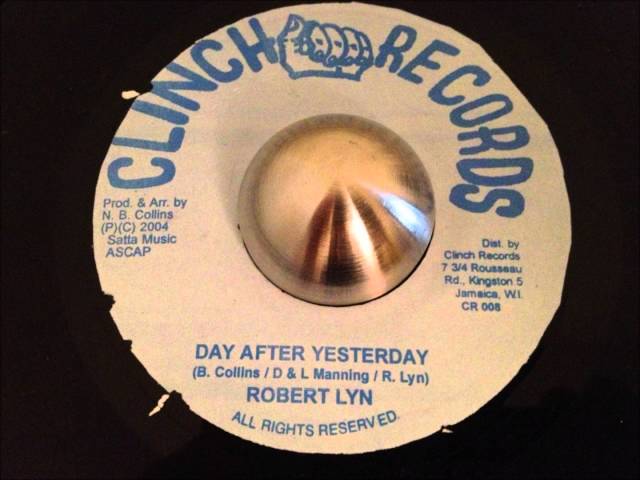 CLINCH RECORDS
Prod. & Arr. by
N. B. Collins
(P)(C) 2004
Satta Music
ASCAP
Dist. by
Clinch Records
7 3/4 Rousseau
Rd., Kingston 5
Jamaica, W.I.
CR 008
DAY AFTER YESTERDAY
(B. Collins / D & L Manning / R. Lyn)
ROBERT LYN
ALL RIGHTS RESERVED